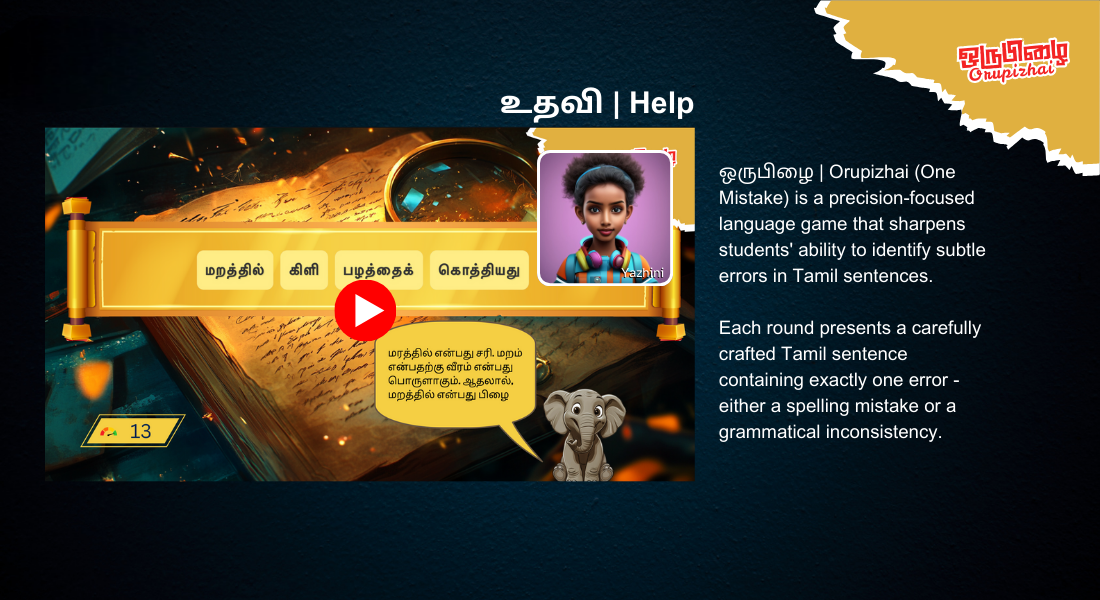 ஒருபிழை
Orupizhai
உதவி | Help
Yazhini
மறத்தில் கிளி பழத்தைக் கொத்தியது
மரத்தில் என்பது சரி. மறம்
என்பதற்கு வீரம் என்பது
பொருளாகும். ஆதலால்,
மறத்தில் என்பது பிழை
13
ஒருபிழை | Orupizhai (One
Mistake) is a precision-focused
language game that sharpens
students' ability to identify subtle
errors in Tamil sentences.
Each round presents a carefully
crafted Tamil sentence
containing exactly one error -
either a spelling mistake or a
grammatical inconsistency.